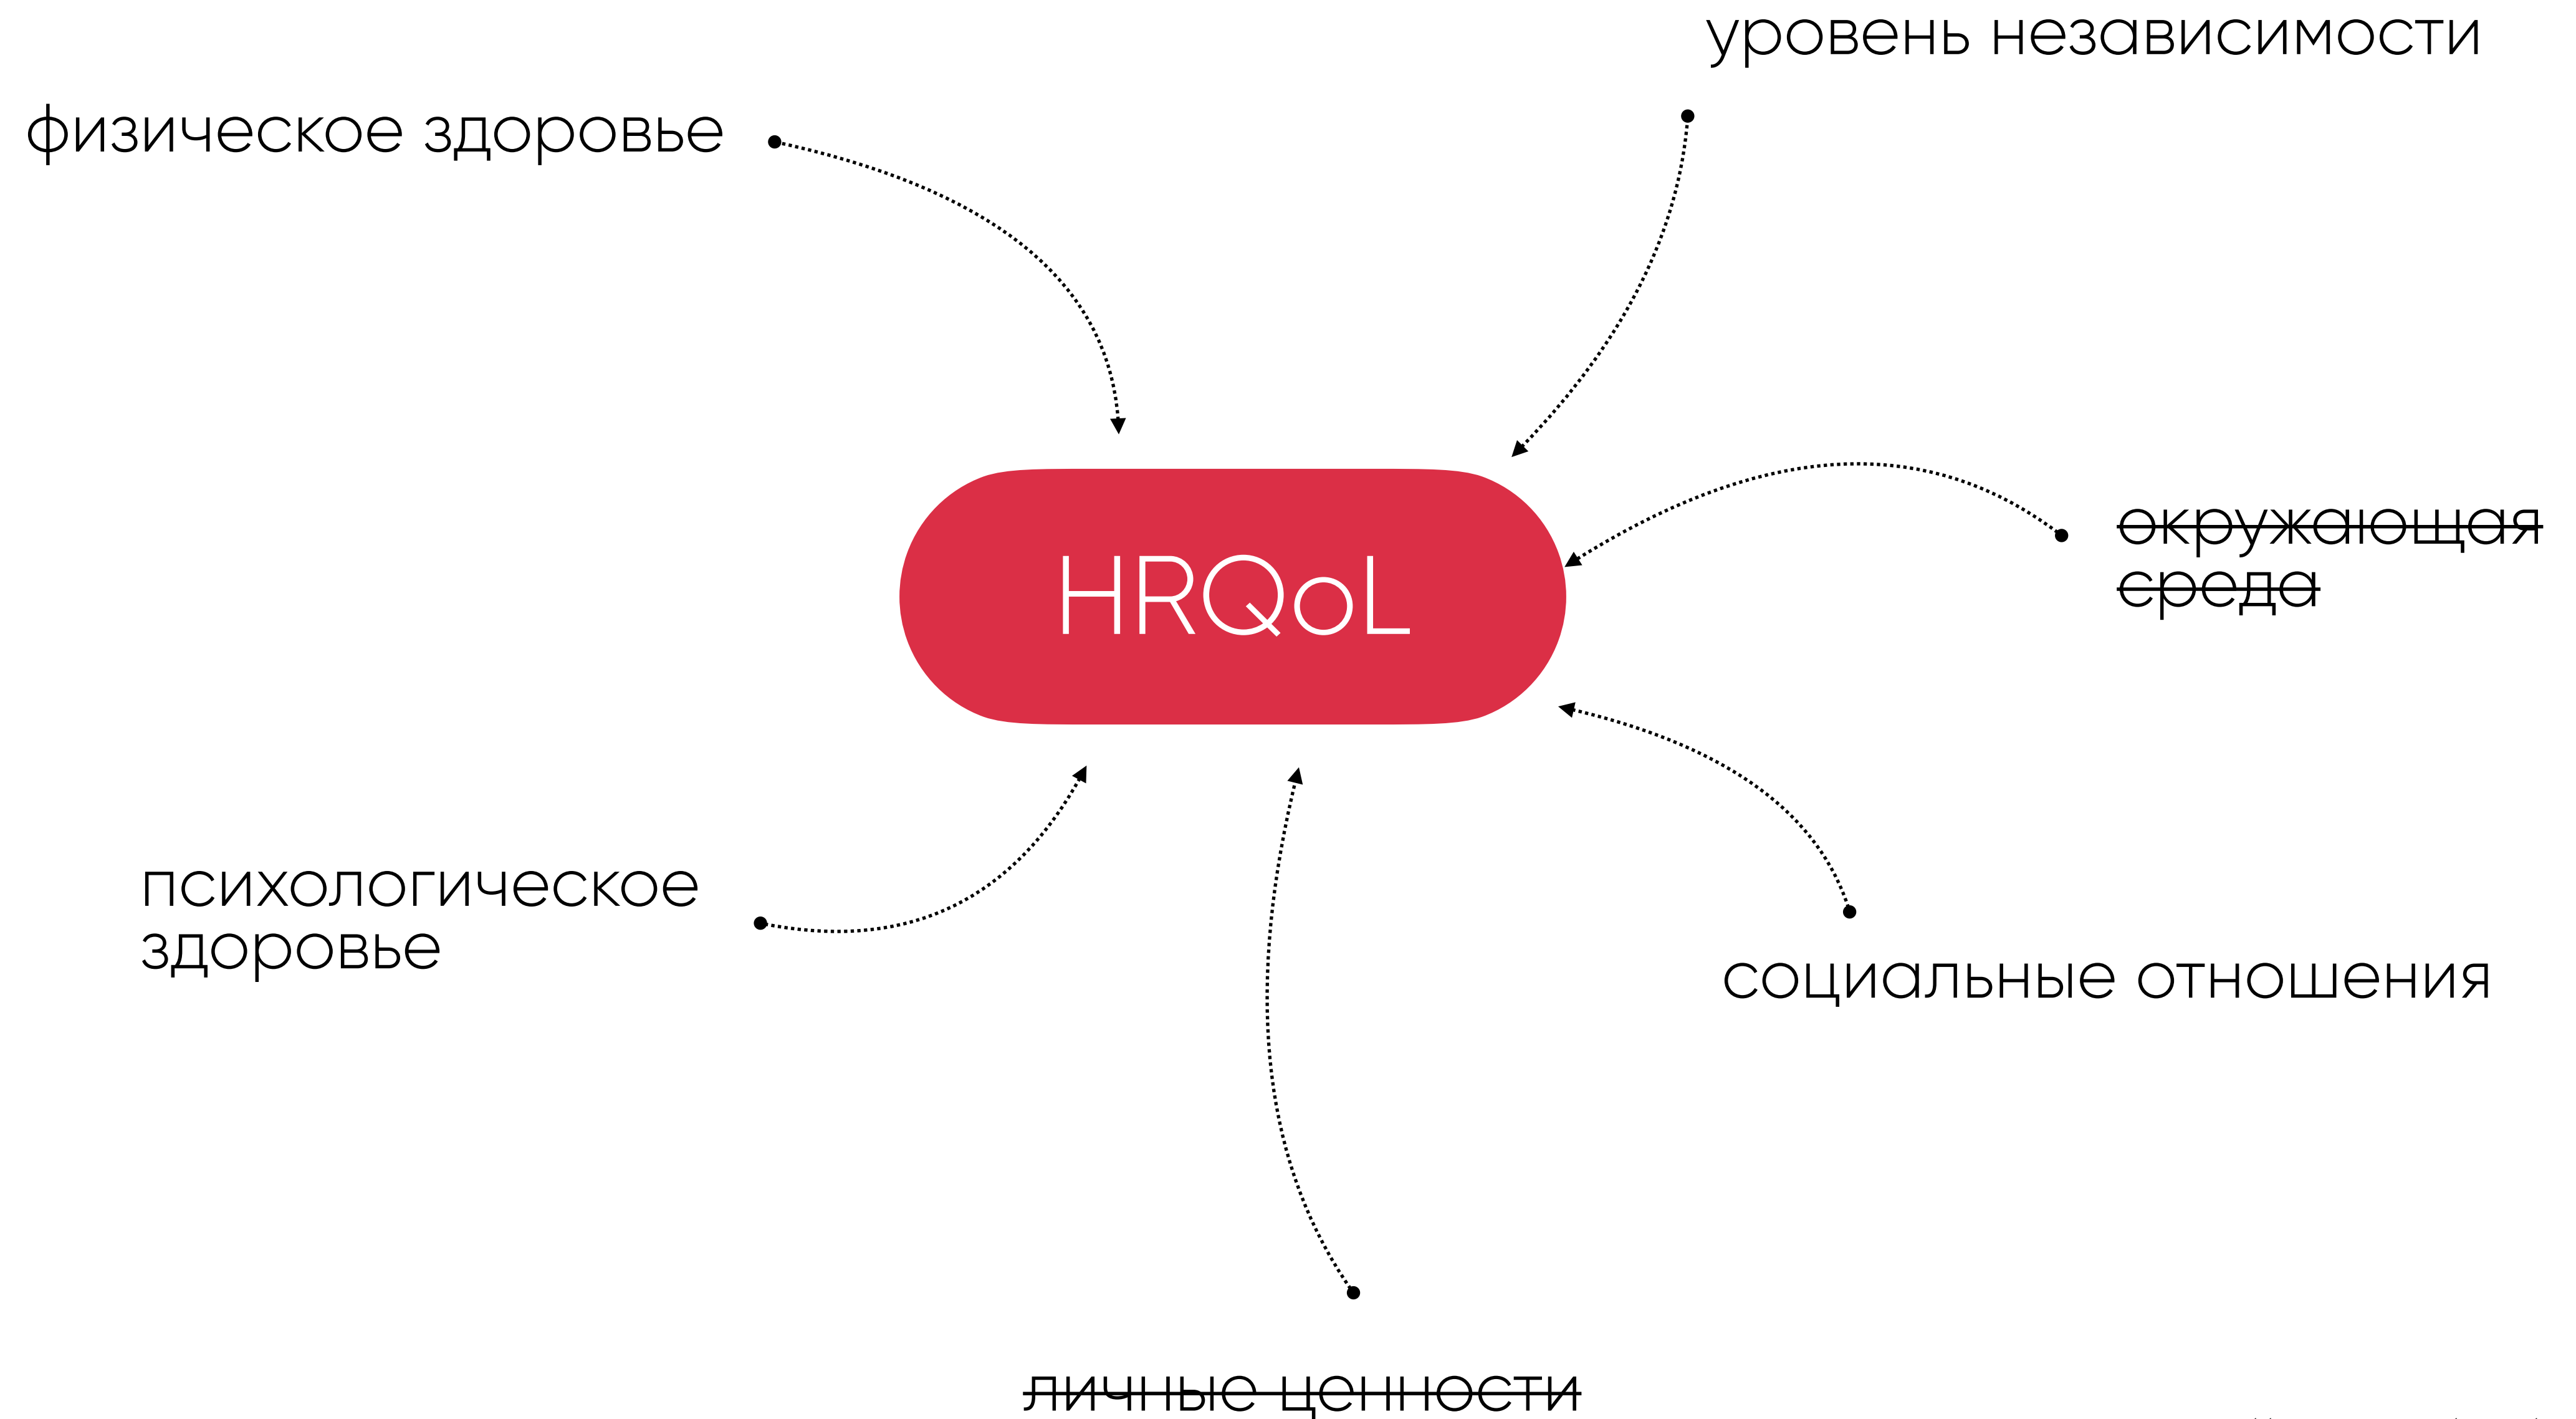 уровень независимости
физическое здоровье
HRQoL
окружающая
среда
психологическое
здоровье
социальные отношения
личные ценности